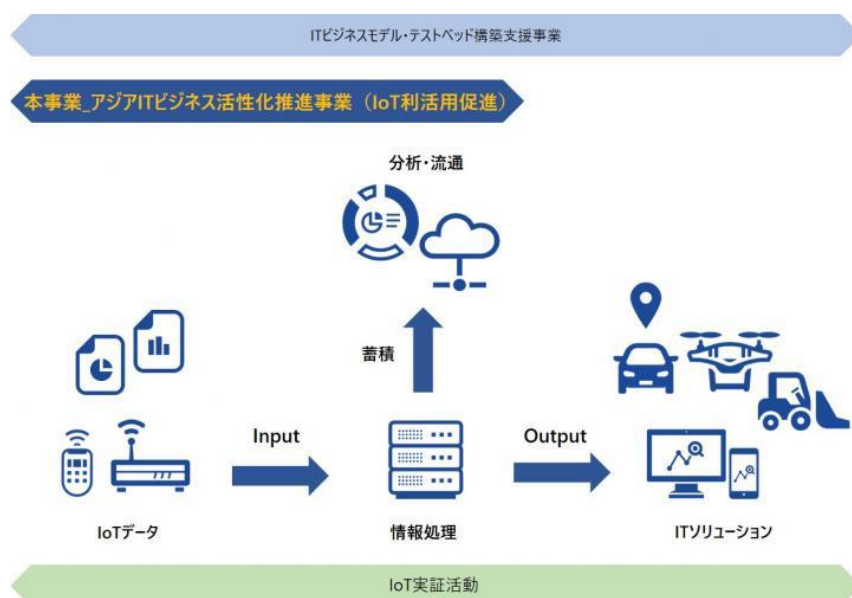 ITビジネスモデル・テストベッド構築支援事業
本事業_アジアITビジネス活性化推進事業（IoT利活用促進）
分析・流通
蓄積
Input
Output
IoTデータ
情報処理
ITソリューション
IoT実証活動